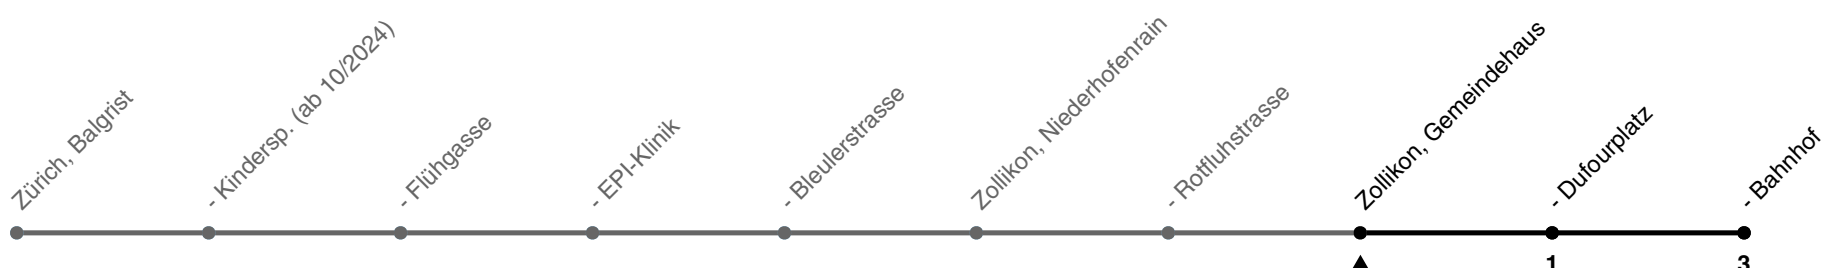 Zürich, Balgrist
- Kindersp. (ab 10/2024)
- Flühgasse
- EPI-Klinik
- Bleulerstrasse
Zollikon, Niederhofenrain
- Rotfluhstrasse
Zollikon, Gemeindehaus
- Dufourplatz
- Bahnhof
1
3